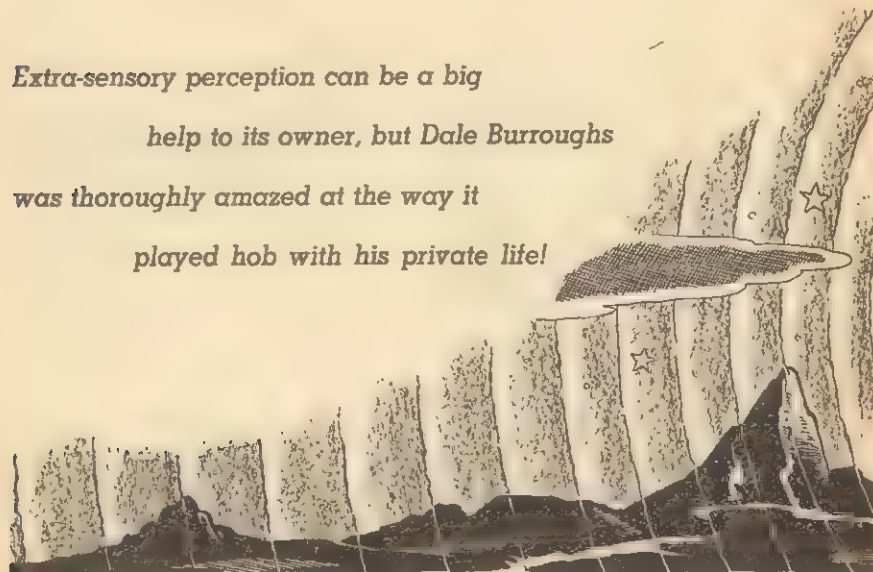 Extra-sensory perception can be a big
help to its owner, but Dale Burroughs
was thoroughly amazed at the way it
played hob with his private life!